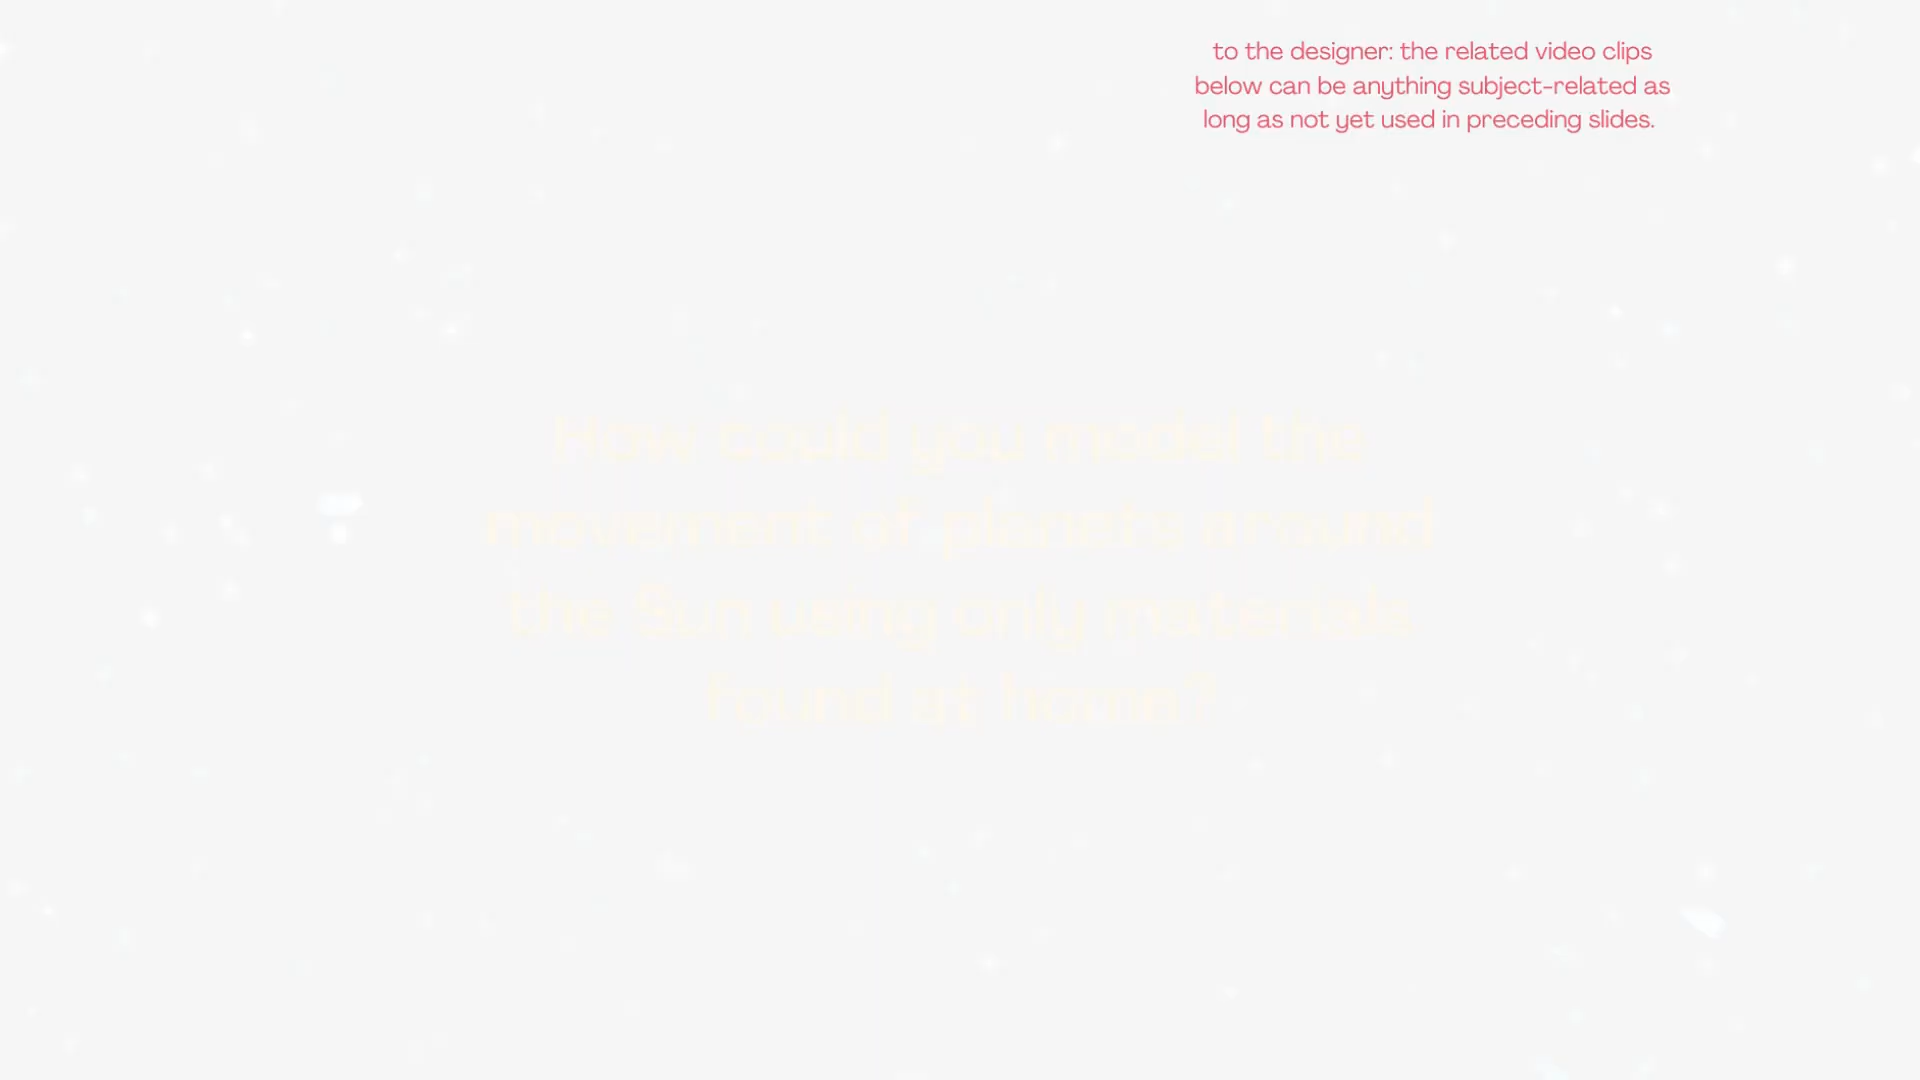 to the designer: the related video clips
below can be anything subject-related as
long as not yet used in preceding slides.
How could you model the
movement of planets around
the Sun using only materials
found at home?